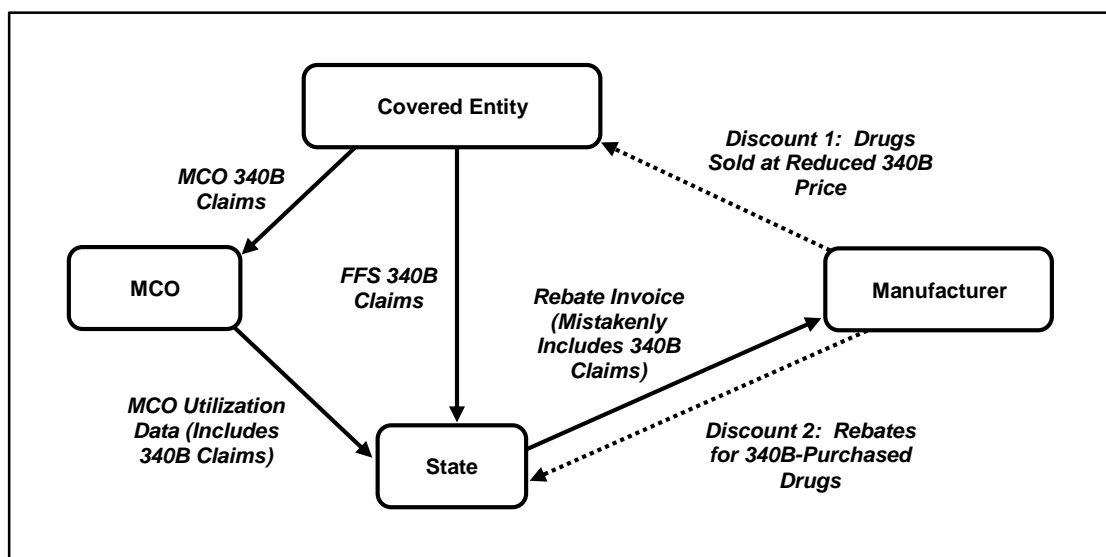 Covered Entity
Discount 1:  Drugs
Sold at Reduced 340B
Price
MCO 340B
Claims
MCO
FFS 340B
Claims
Rebate Invoice
(Mistakenly
Includes 340B
Claims)
Manufacturer
MCO Utilization
Data (Includes
340B Claims)
State
Discount 2:  Rebates
for 340B-Purchased
Drugs